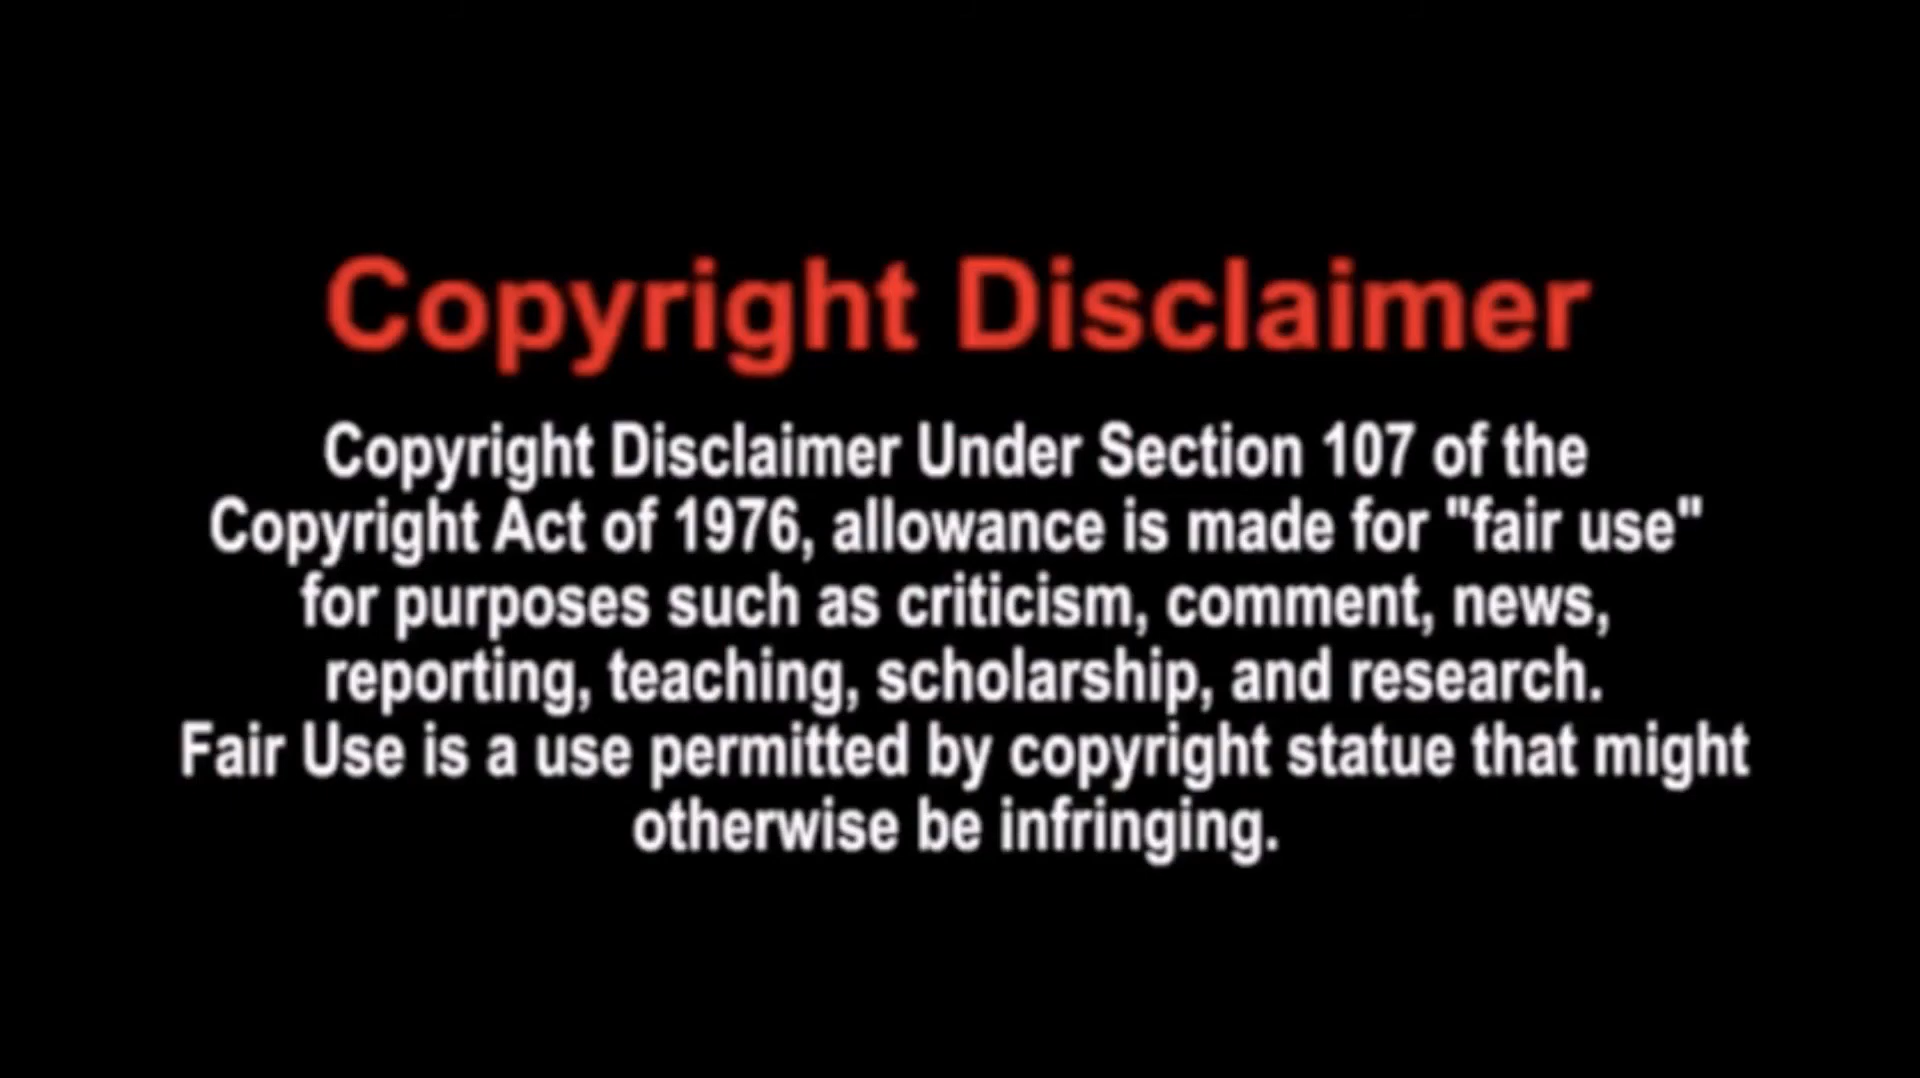 Copyright Disclaimer
Copyright Disclaimer Under Section 107 of the
Copyright Act of 1976, allowance is made for "fair use"
for purposes such as criticism, comment, news,
reporting, teaching, scholarship, and research.
Fair Use is a use permitted by copyright statue that might
otherwise be infringing.